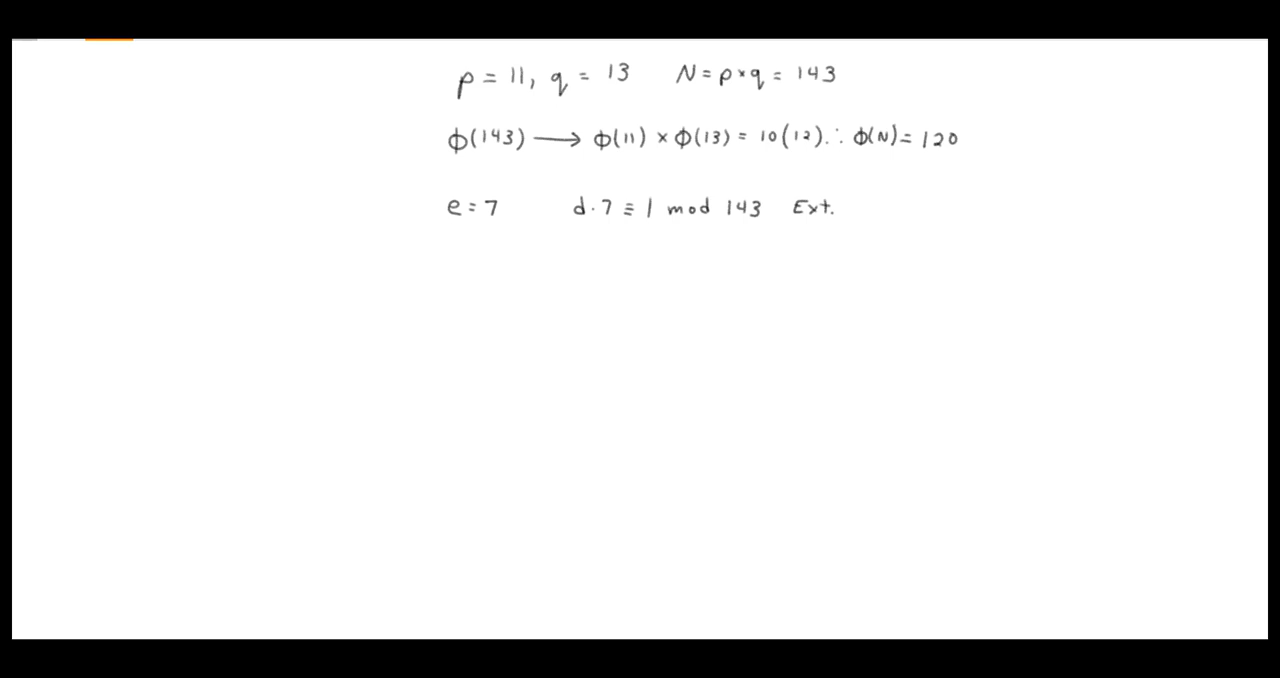 p = 11, q = 13 N = p × q = 143
ϕ(143) ⟶ ϕ(11) × ϕ(13) = 10(12). ∴ ϕ(N) = 120
e = 7 d · 7 ≡ 1 mod 143 Ext.